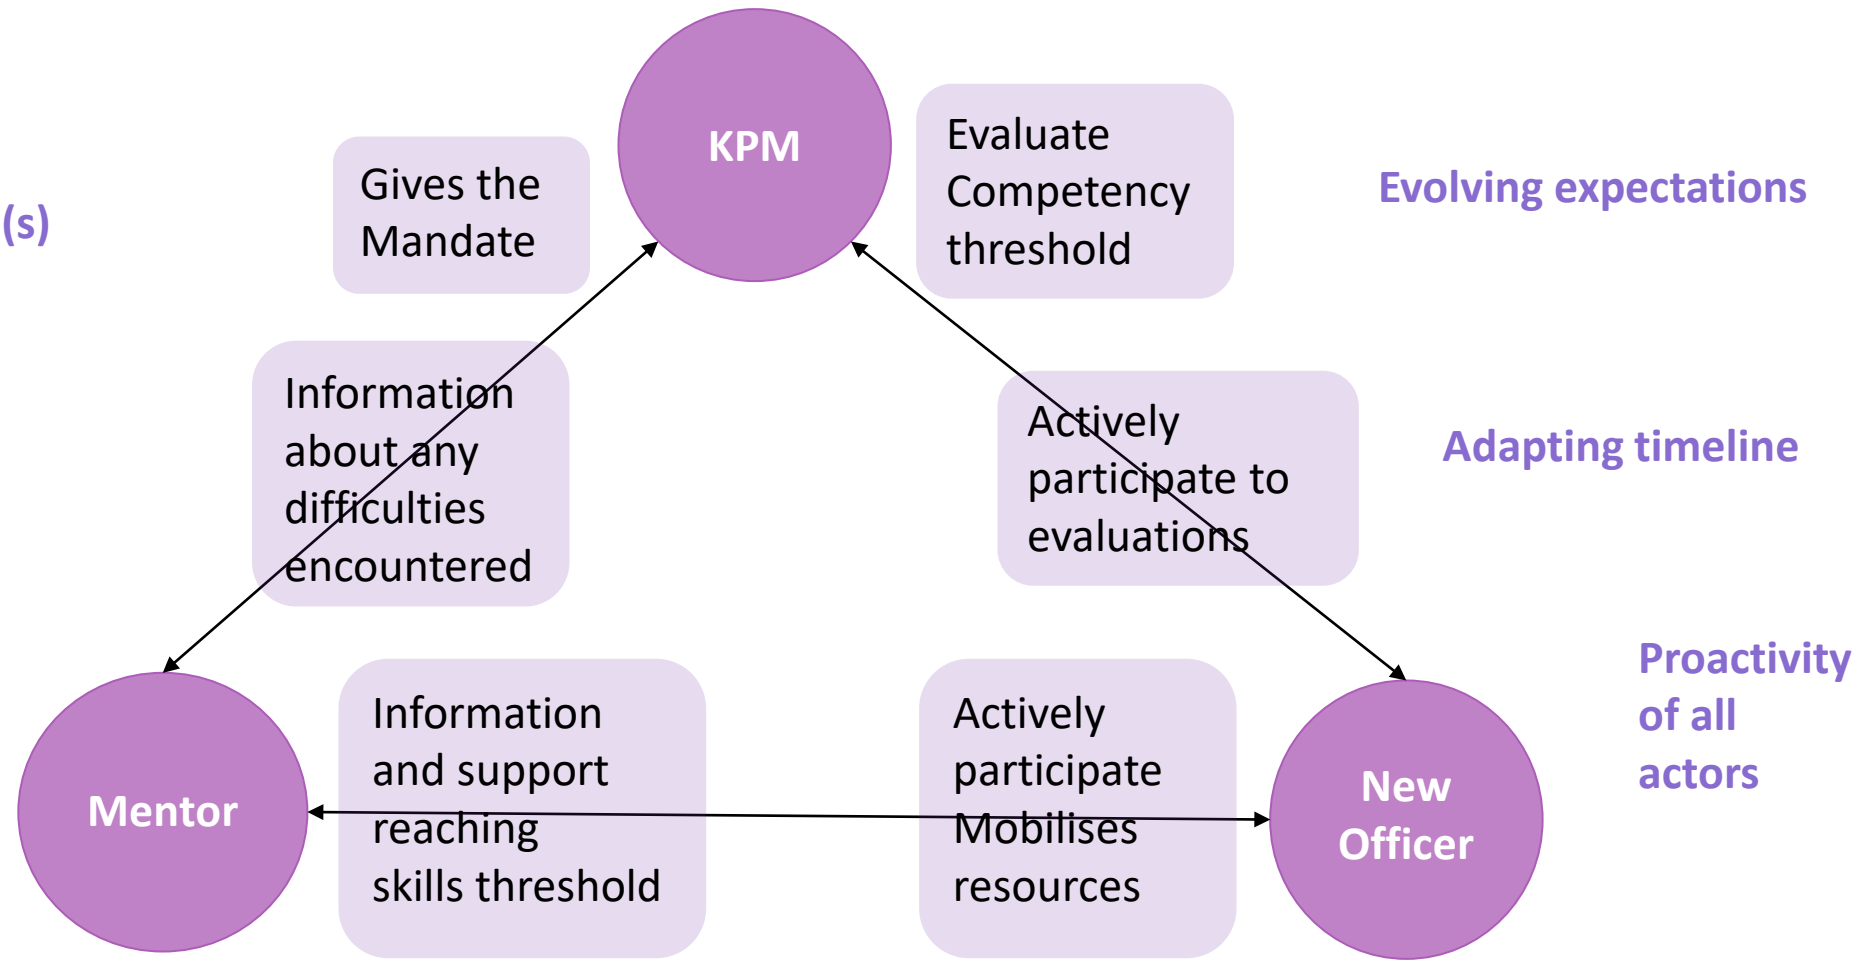 KPM
Evaluate
Competency
threshold
Gives the
Mandate
Evolving expectations
(s)
Information
about any
difficulties
encountered
Actively
participate to
evaluations
Adapting timeline
Proactivity
of all
actors
Mentor
Information
and support
reaching
skills threshold
Actively
participate
Mobilises
resources
New
Officer